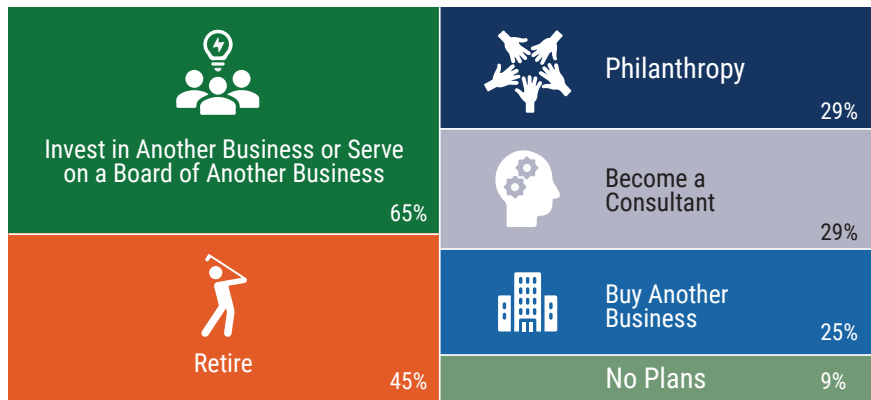 Invest in Another Business or Serve
on a Board of Another Business
65%
Retire
45%
Philanthropy
29%
Become a
Consultant
29%
Buy Another
Business
25%
No Plans
9%